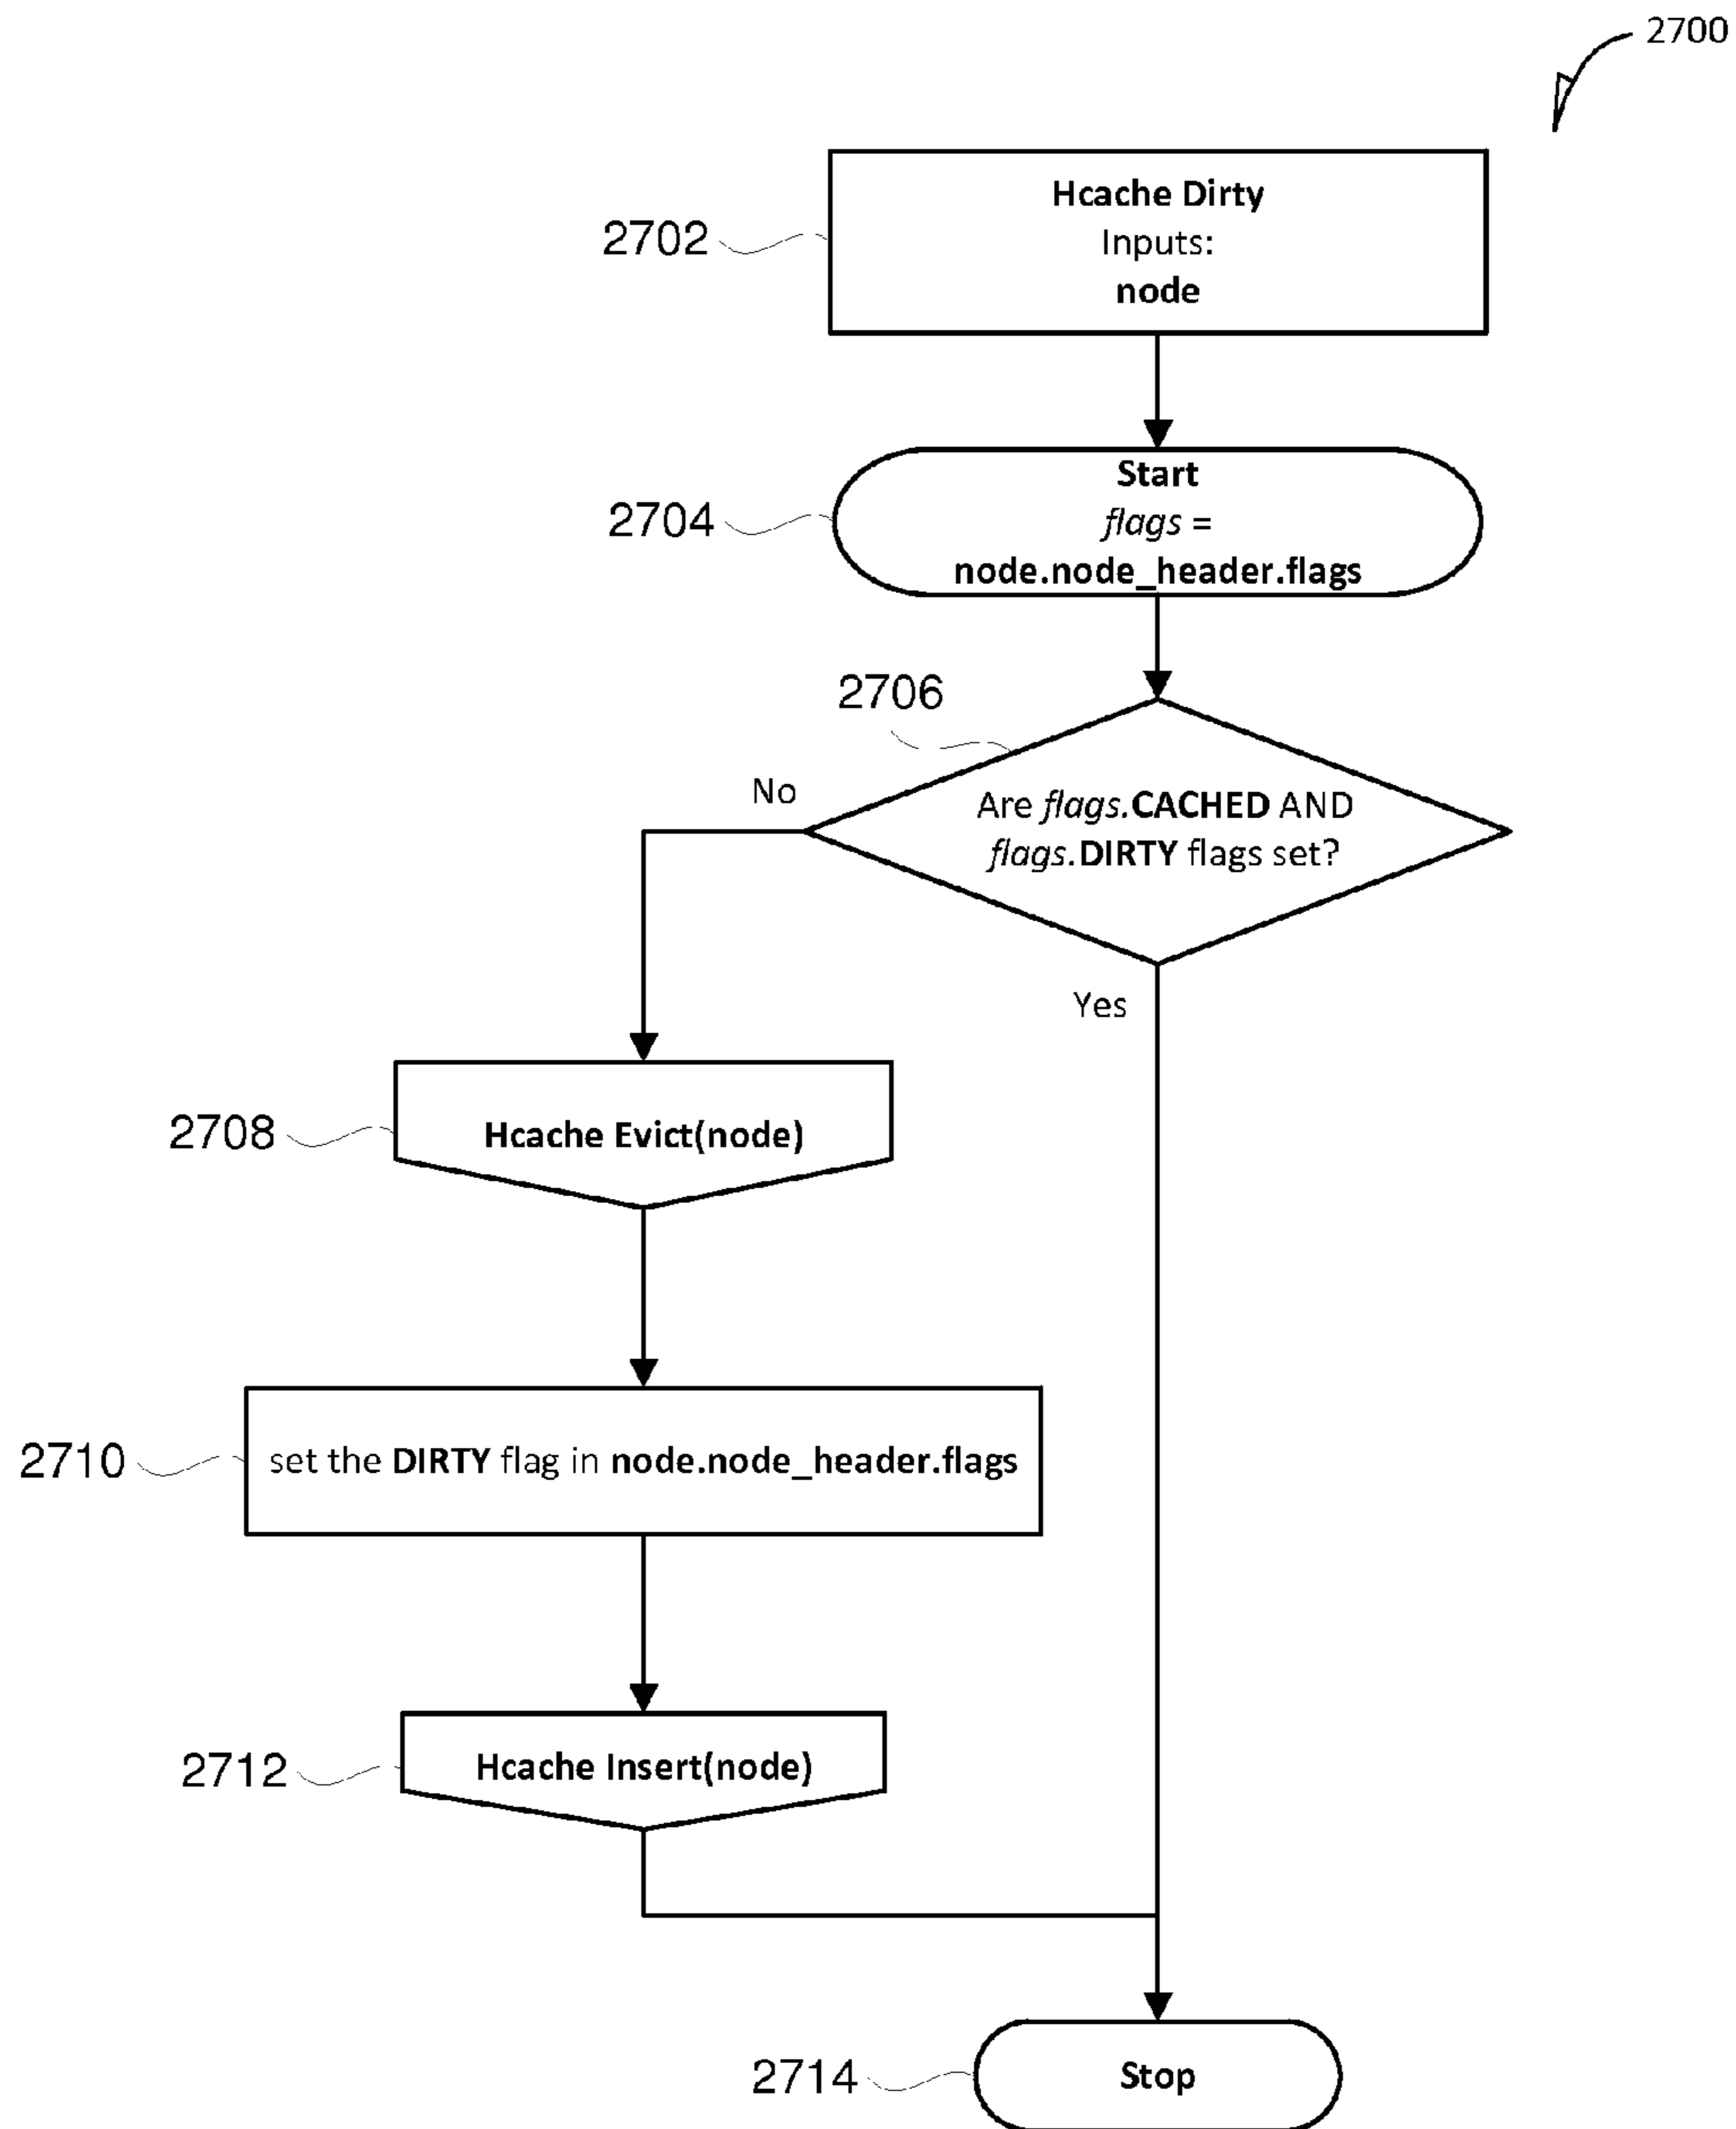 2700
2702
Hcache Dirty
Inputs:
node
2704
Start
flags =
node.node_header.flags
2706
No
Are flags.CACHED AND
flags.DIRTY flags set?
Yes
2708
Hcache Evict(node)
2710
set the DIRTY flag in node.node_header.flags
2712
Hcache Insert(node)
2714
Stop